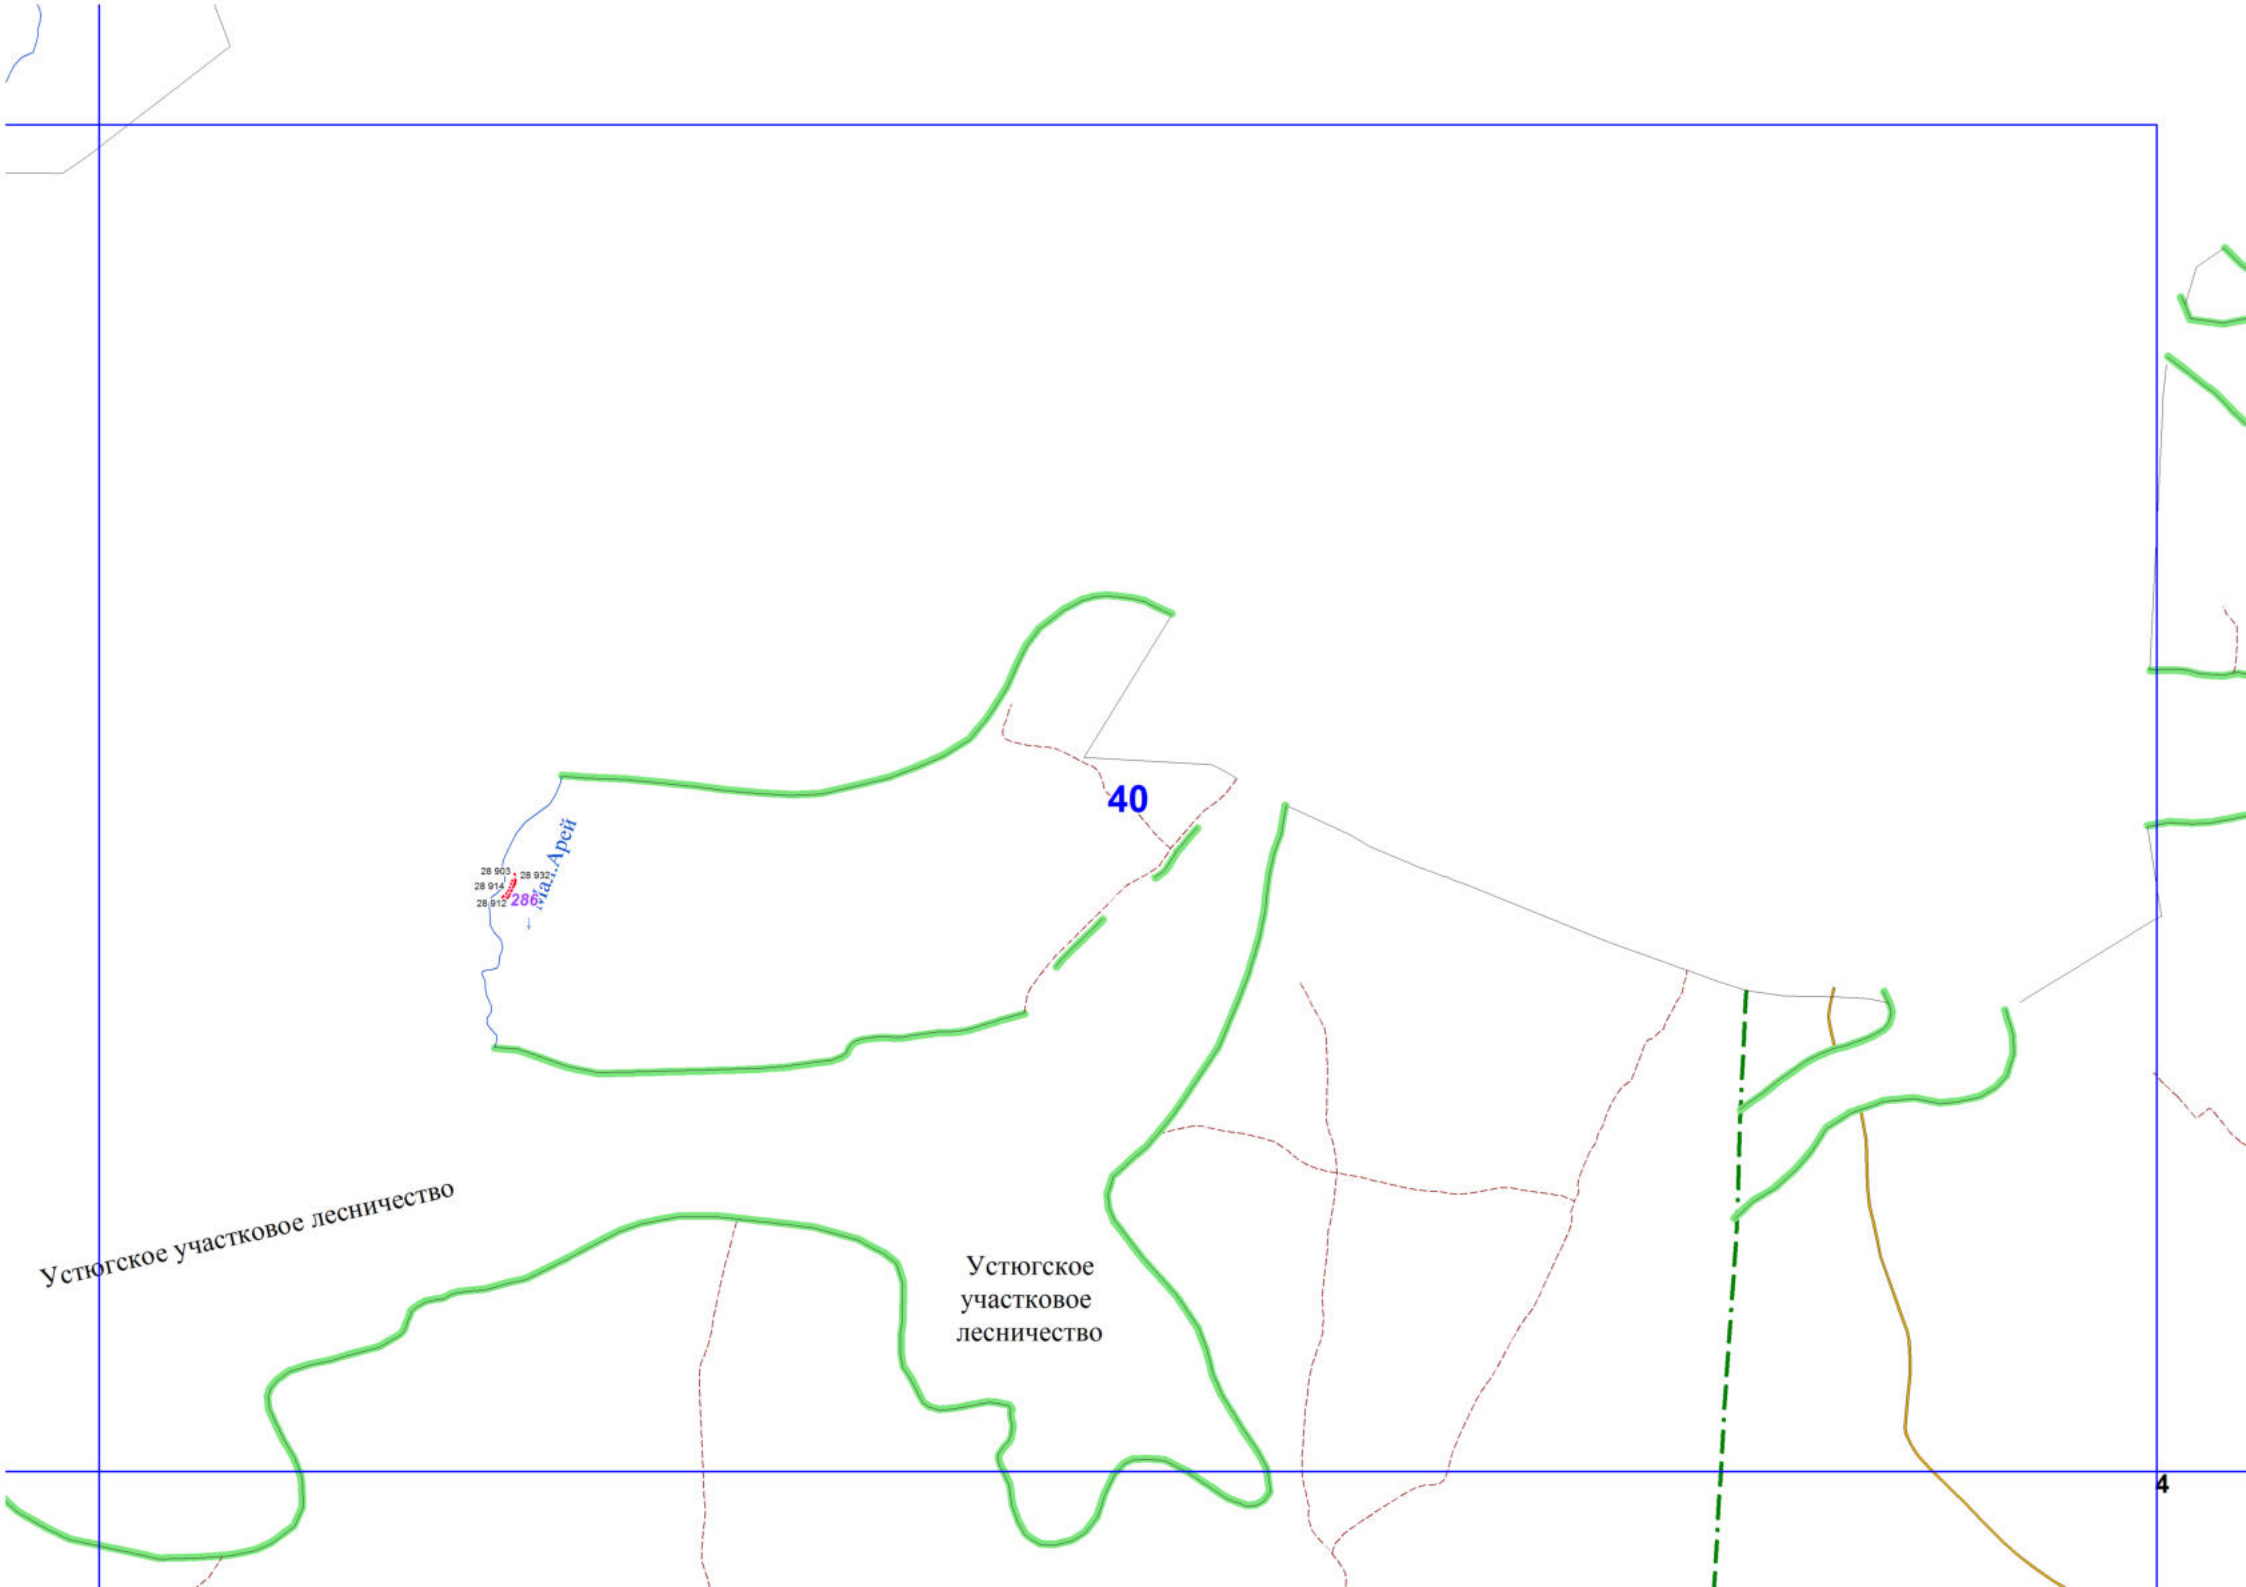 40
Мал.Арей
28 903
28 932
28 914
28 912
286
Устюгское участковое лесничество
Устюгское
участковое
лесничество
4